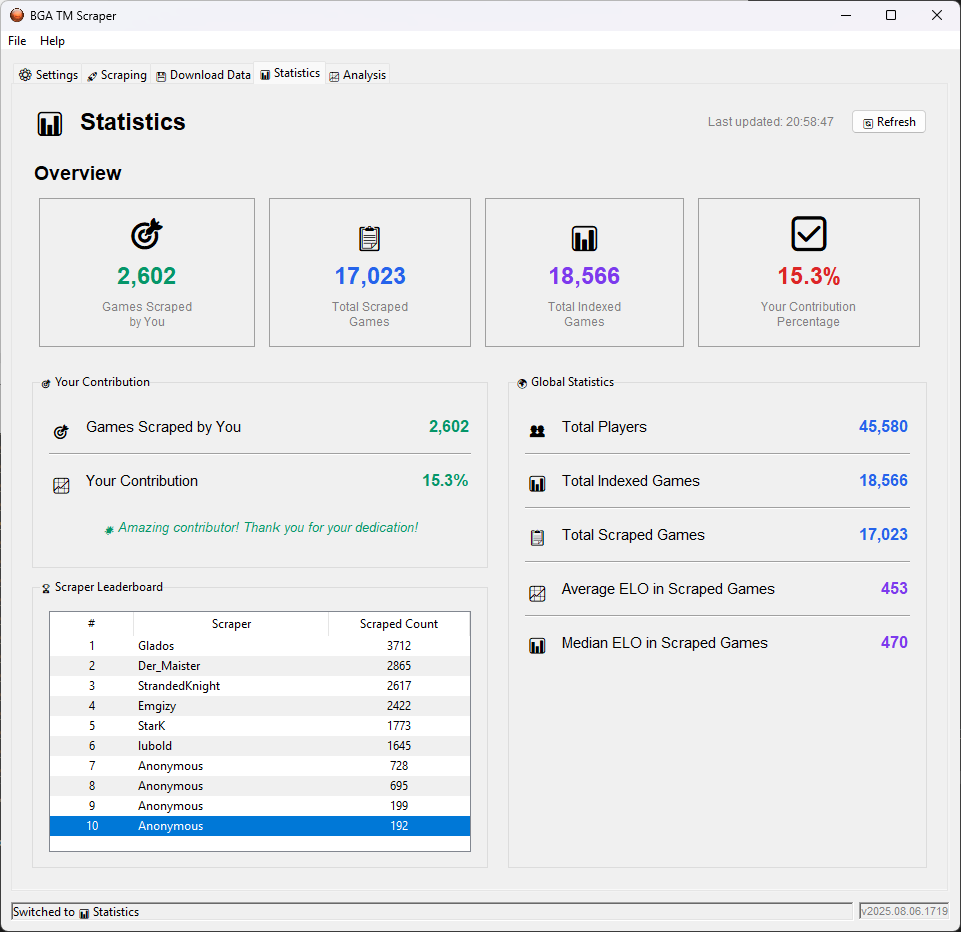 BGA TM Scraper
File Help
Settings Scraping Download Data Statistics Analysis
Statistics
Last updated: 20:58:47
Refresh
Overview
2,602
Games Scraped
by You
17,023
Total Scraped
Games
18,566
Total Indexed
Games
15.3%
Your Contribution
Percentage
Your Contribution
Games Scraped by You 2,602
Your Contribution 15.3%
Amazing contributor! Thank you for your dedication!
Scraper Leaderboard
# Scraper Scraped Count
1 Glados 3712
2 Der_Maister 2865
3 StrandedKnight 2617
4 Emgizy 2422
5 StarK 1773
6 lubold 1645
7 Anonymous 728
8 Anonymous 695
9 Anonymous 199
10 Anonymous 192
Global Statistics
Total Players 45,580
Total Indexed Games 18,566
Total Scraped Games 17,023
Average ELO in Scraped Games 453
Median ELO in Scraped Games 470
Switched to Statistics
v2025.08.06.1719